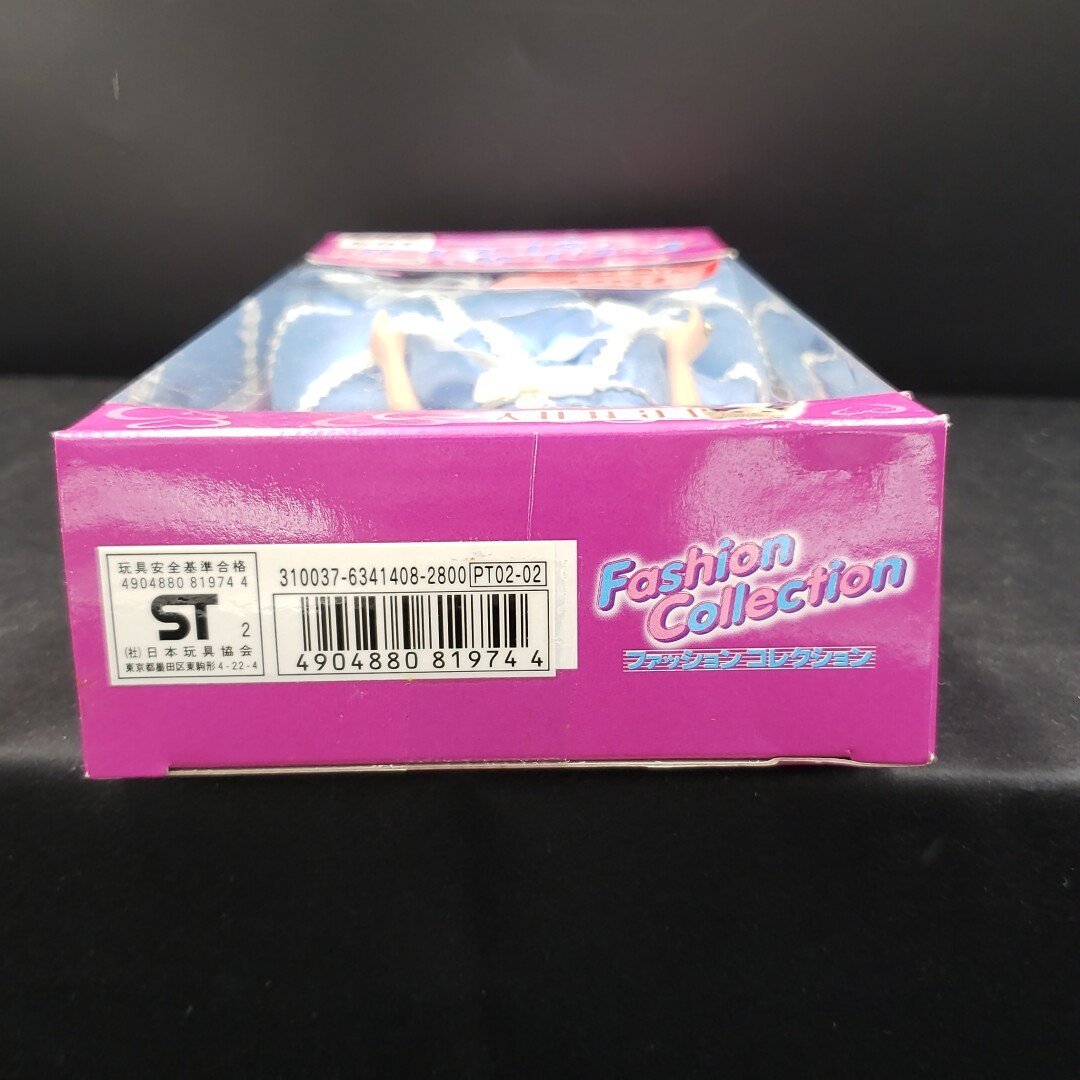 玩具安全基準合格
4904880 81974 4
ST 2
(社)日本玩具協会
東京都墨田区東駒形4-22-4
310037-6341408-2800 PT02-02
4904880 819744
Fashion
Collection
ファッションコレクション